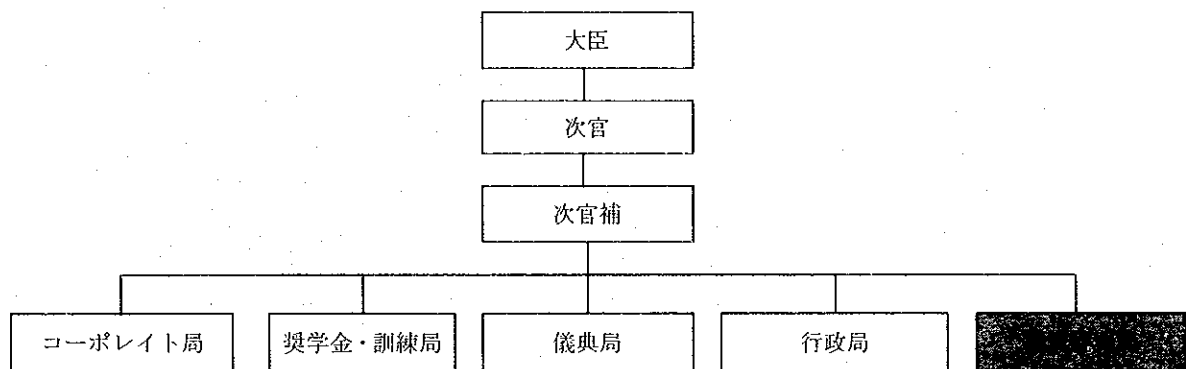 大臣
次官
次官補
コーポレイト局
奨学金・訓練局
儀典局
行政局